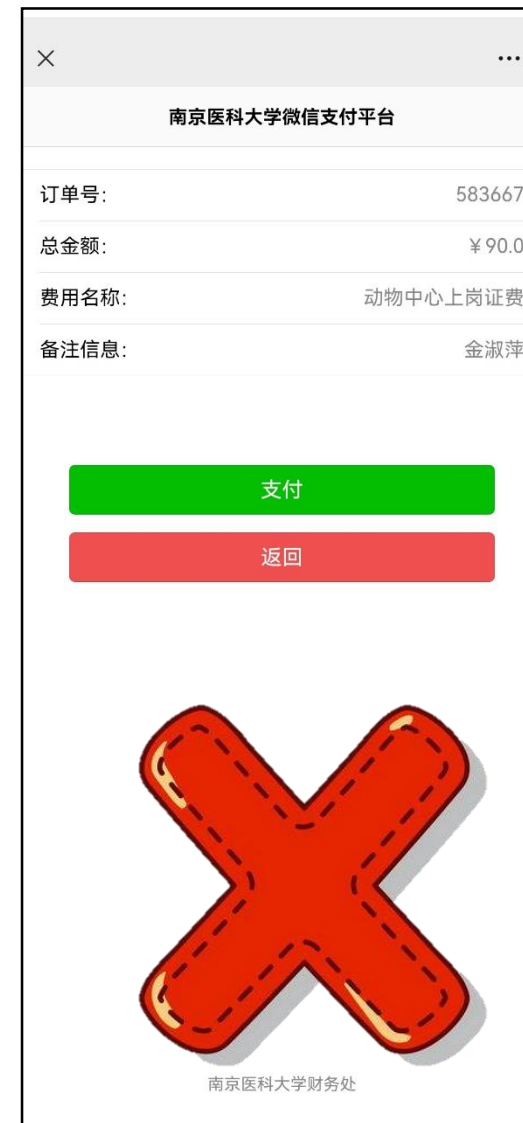 南京医科大学微信支付平台
订单号: 583667
总金额: ￥90.0
费用名称: 动物中心上岗证费
备注信息: 金淑萍
支付
返回
南京医科大学财务处